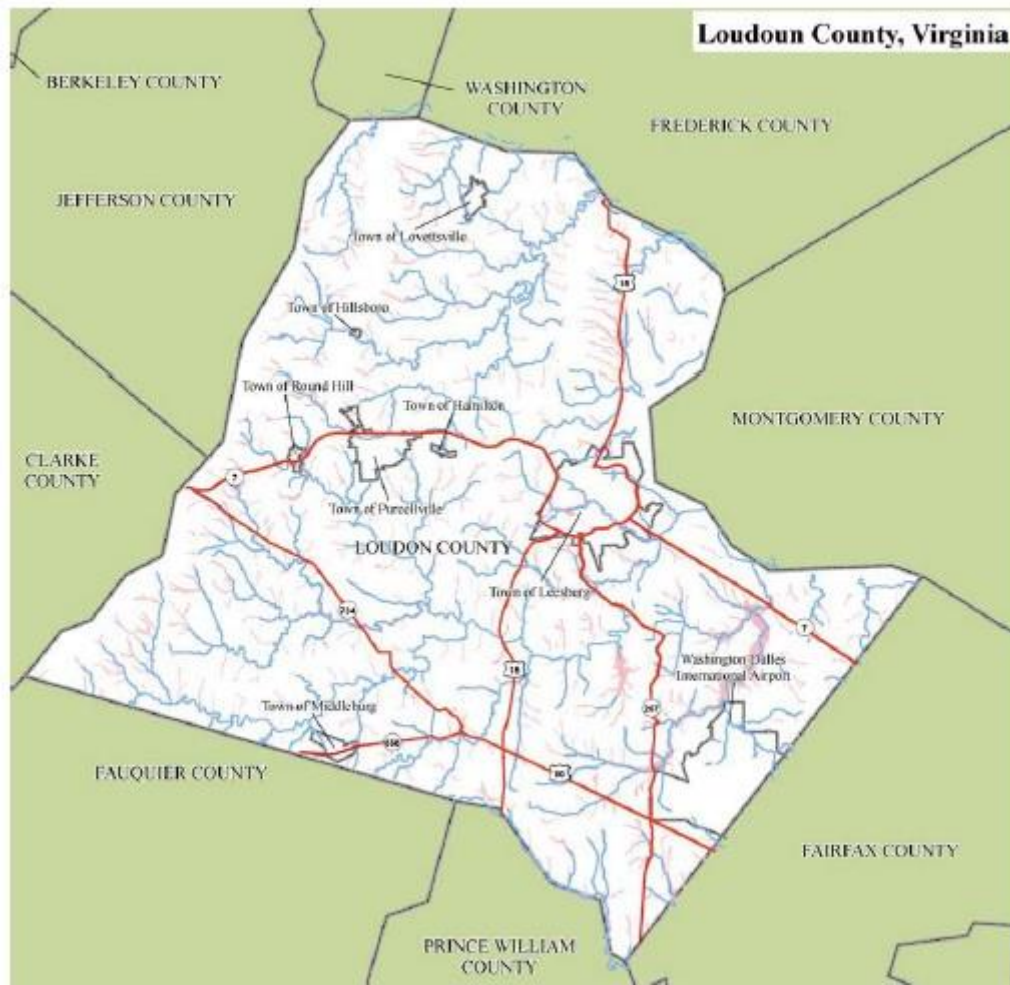 Loudoun County, Virginia
BERKELEY COUNTY
WASHINGTON
COUNTY
FREDERICK COUNTY
JEFFERSON COUNTY
Town of Lovettsville
15
Town of Hillsboro
Town of Round Hill
Town of Hamilton
MONTGOMERY COUNTY
CLARKE
COUNTY
7
Town of Purcellville
LOUDON COUNTY
Town of Leesburg
7
Washington Dulles
International Airport
15
Town of Middleburg
FAUQUIER COUNTY
FAIRFAX COUNTY
PRINCE WILLIAM
COUNTY